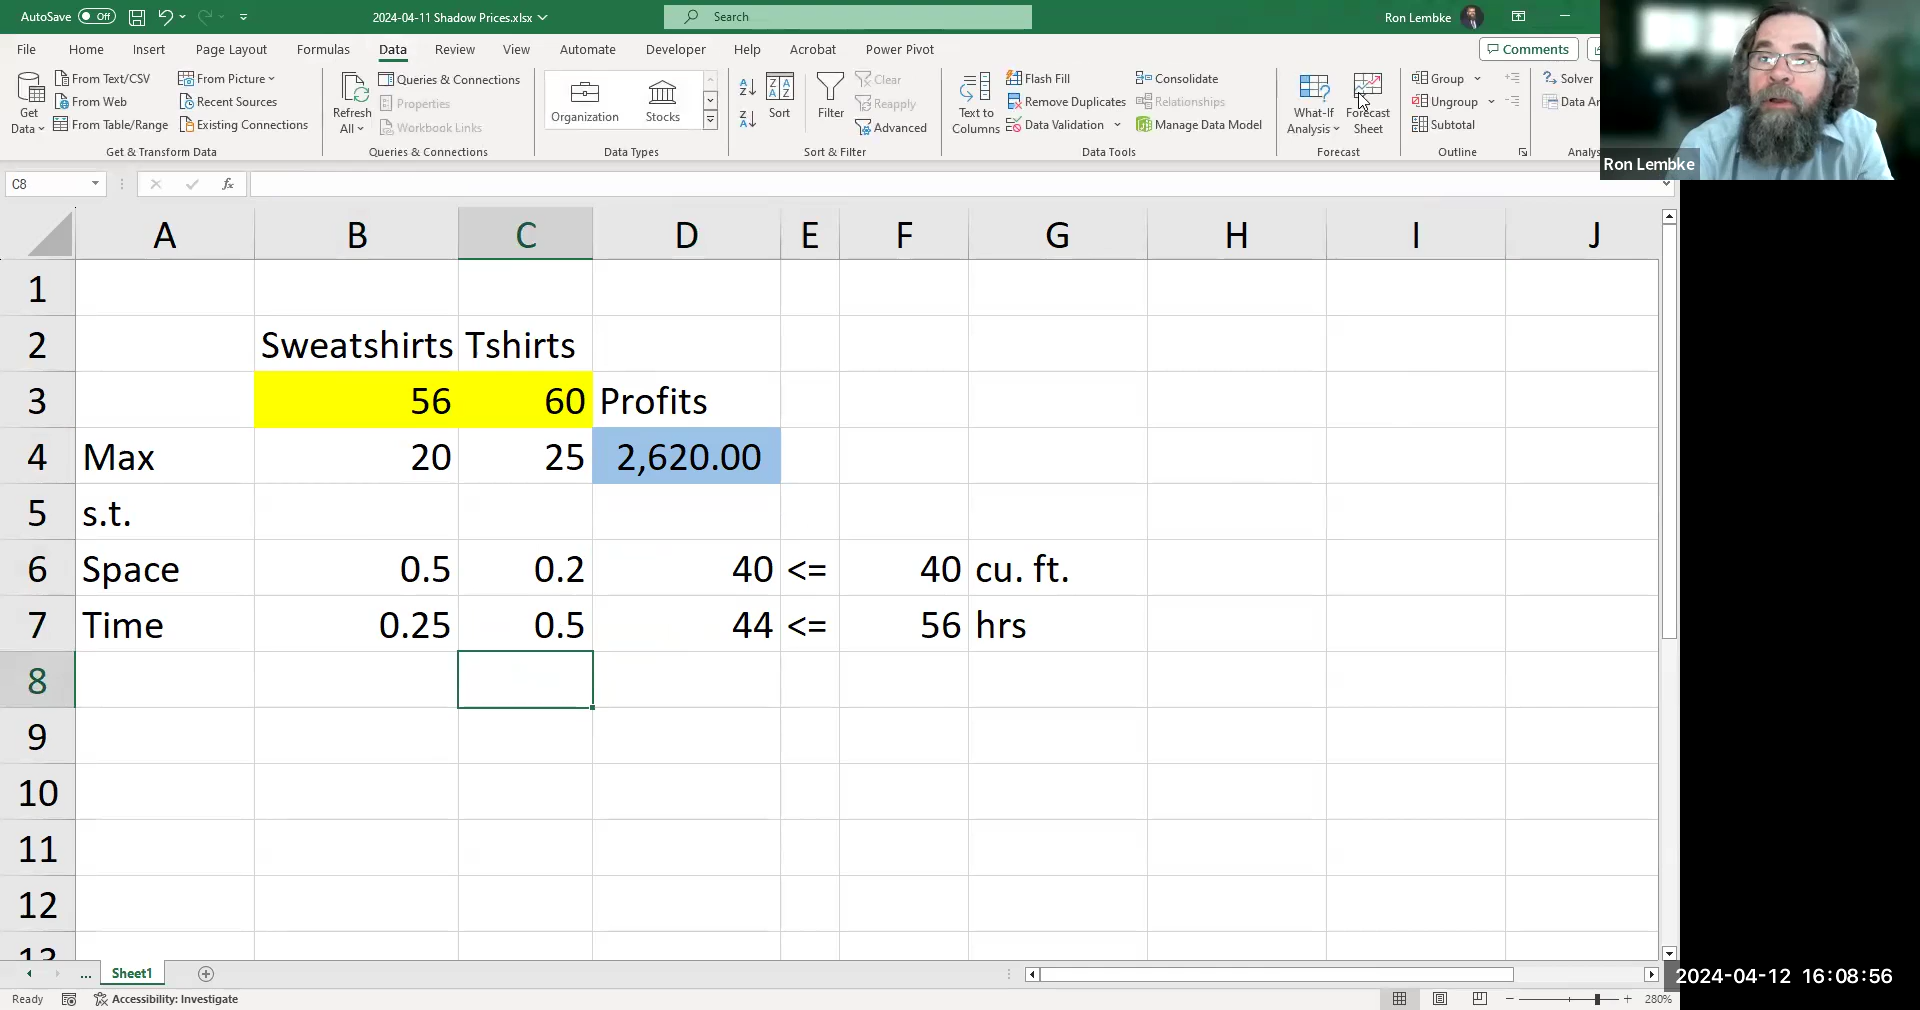 AutoSave Off 2024-04-11 Shadow Prices.xlsx Search Ron Lembke
File Home Insert Page Layout Formulas Data Review View Automate Developer Help Acrobat Power Pivot Comments
Get Data
From Text/CSV
From Web
From Table/Range
From Picture
Recent Sources
Existing Connections
Get & Transform Data
Refresh All
Queries & Connections
Properties
Workbook Links
Queries & Connections
Organization
Stocks
Data Types
Sort
Filter
Clear
Reapply
Advanced
Sort & Filter
Text to Columns
Flash Fill
Remove Duplicates
Data Validation
Consolidate
Relationships
Manage Data Model
Data Tools
What-If Analysis
Forecast Sheet
Forecast
Group
Ungroup
Subtotal
Outline
Solver
Data An
Analys
Ron Lembke
C8 fx
A B C D E F G H I J
1
2 Sweatshirts Tshirts
3 56 60 Profits
4 Max 20 25 2,620.00
5 s.t.
6 Space 0.5 0.2 40 <= 40 cu. ft.
7 Time 0.25 0.5 44 <= 56 hrs
8
9
10
11
12
13
... Sheet1
2024-04-12 16:08:56
Ready Accessibility: Investigate 280%